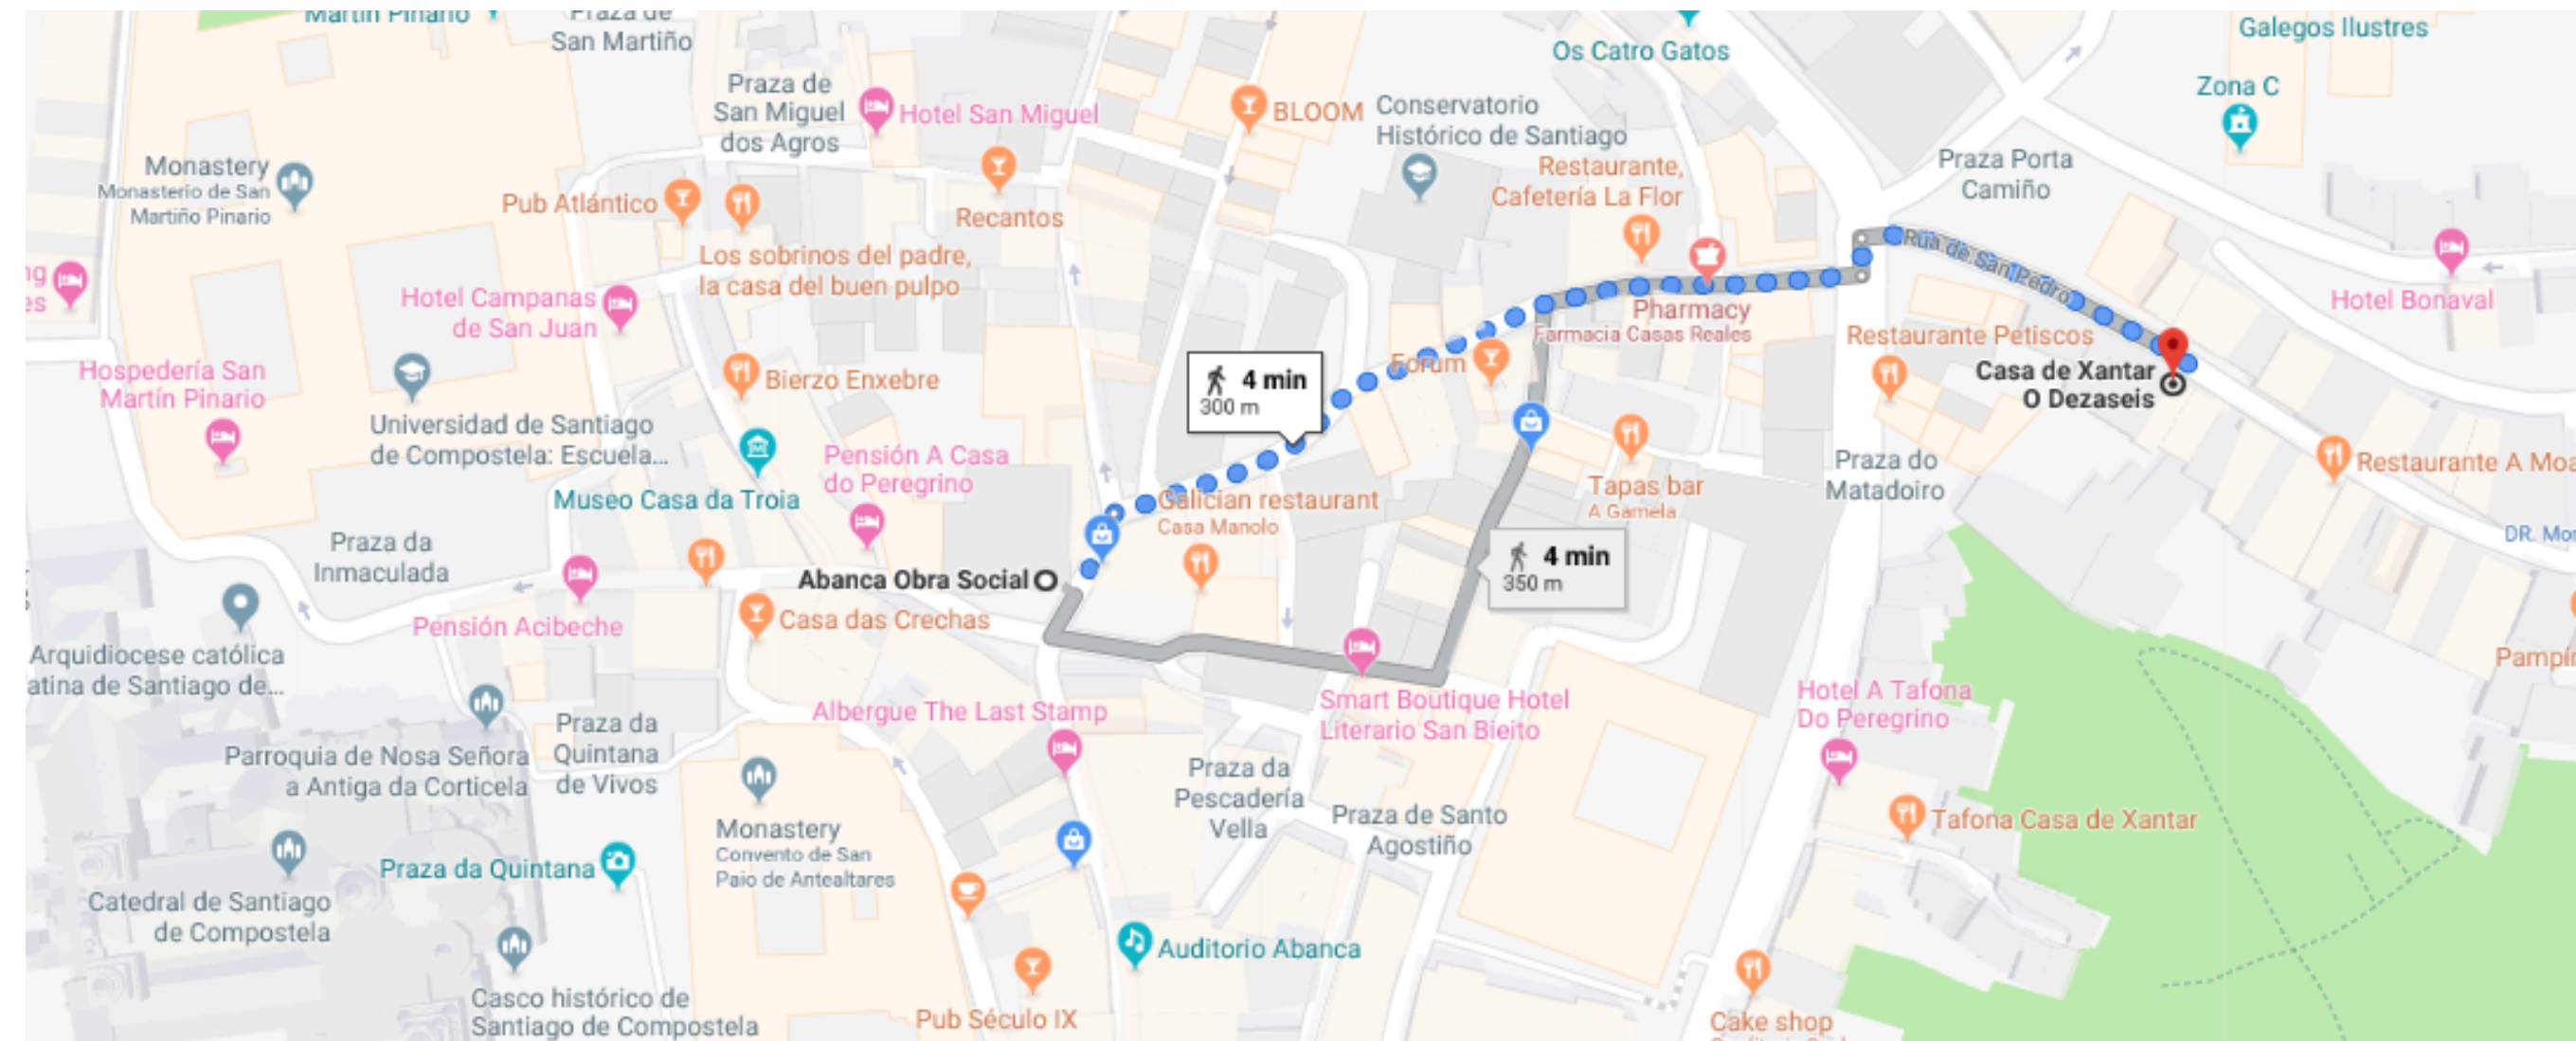 Martín Pinario
Praza de
San Martiño
Praza de
San Miguel
dos Agros
Hotel San Miguel
BLOOM
Conservatorio
Histórico de Santiago
Os Catro Gatos
Galegos Ilustres
Zona C
Praza Porta
Camiño
Monastery
Monasterio de San
Martiño Pinario
Pub Atlántico
Recantos
Restaurante,
Cafetería La Flor
Los sobrinos del padre,
la casa del buen pulpo
Rúa de San Pedro
Hotel Bonaval
ng
es
Hotel Campanas
de San Juan
Pharmacy
Farmacia Casas Reales
Restaurante Petiscos
Hospedería San
Martín Pinario
Bierzo Enxebre
4 min
300 m
Forum
Casa de Xantar
O Dezaseis
Universidad de Santiago
de Compostela: Escuela...
Pensión A Casa
do Peregrino
Museo Casa da Troia
Galician restaurant
Casa Manolo
Tapas bar
A Gamela
Praza do
Matadoiro
Restaurante A Moa
DR. Mo
Praza da
Inmaculada
Abanca Obra Social
4 min
350 m
Pensión Acibeche
Casa das Crechas
Arquidiocese católica
atina de Santiago de...
Pampí
Albergue The Last Stamp
Smart Boutique Hotel
Literario San Bieito
Hotel A Tafona
Do Peregrino
Parroquia de Nosa Señora
a Antiga da Corticela
Praza da
Quintana
de Vivos
Praza da
Pescadería
Vella
Praza de Santo
Agostiño
Monastery
Convento de San
Paio de Antealtares
Tafona Casa de Xantar
Praza da Quintana
Catedral de Santiago
de Compostela
Auditorio Abanca
Casco histórico de
Santiago de Compostela
Pub Século IX
Cake shop